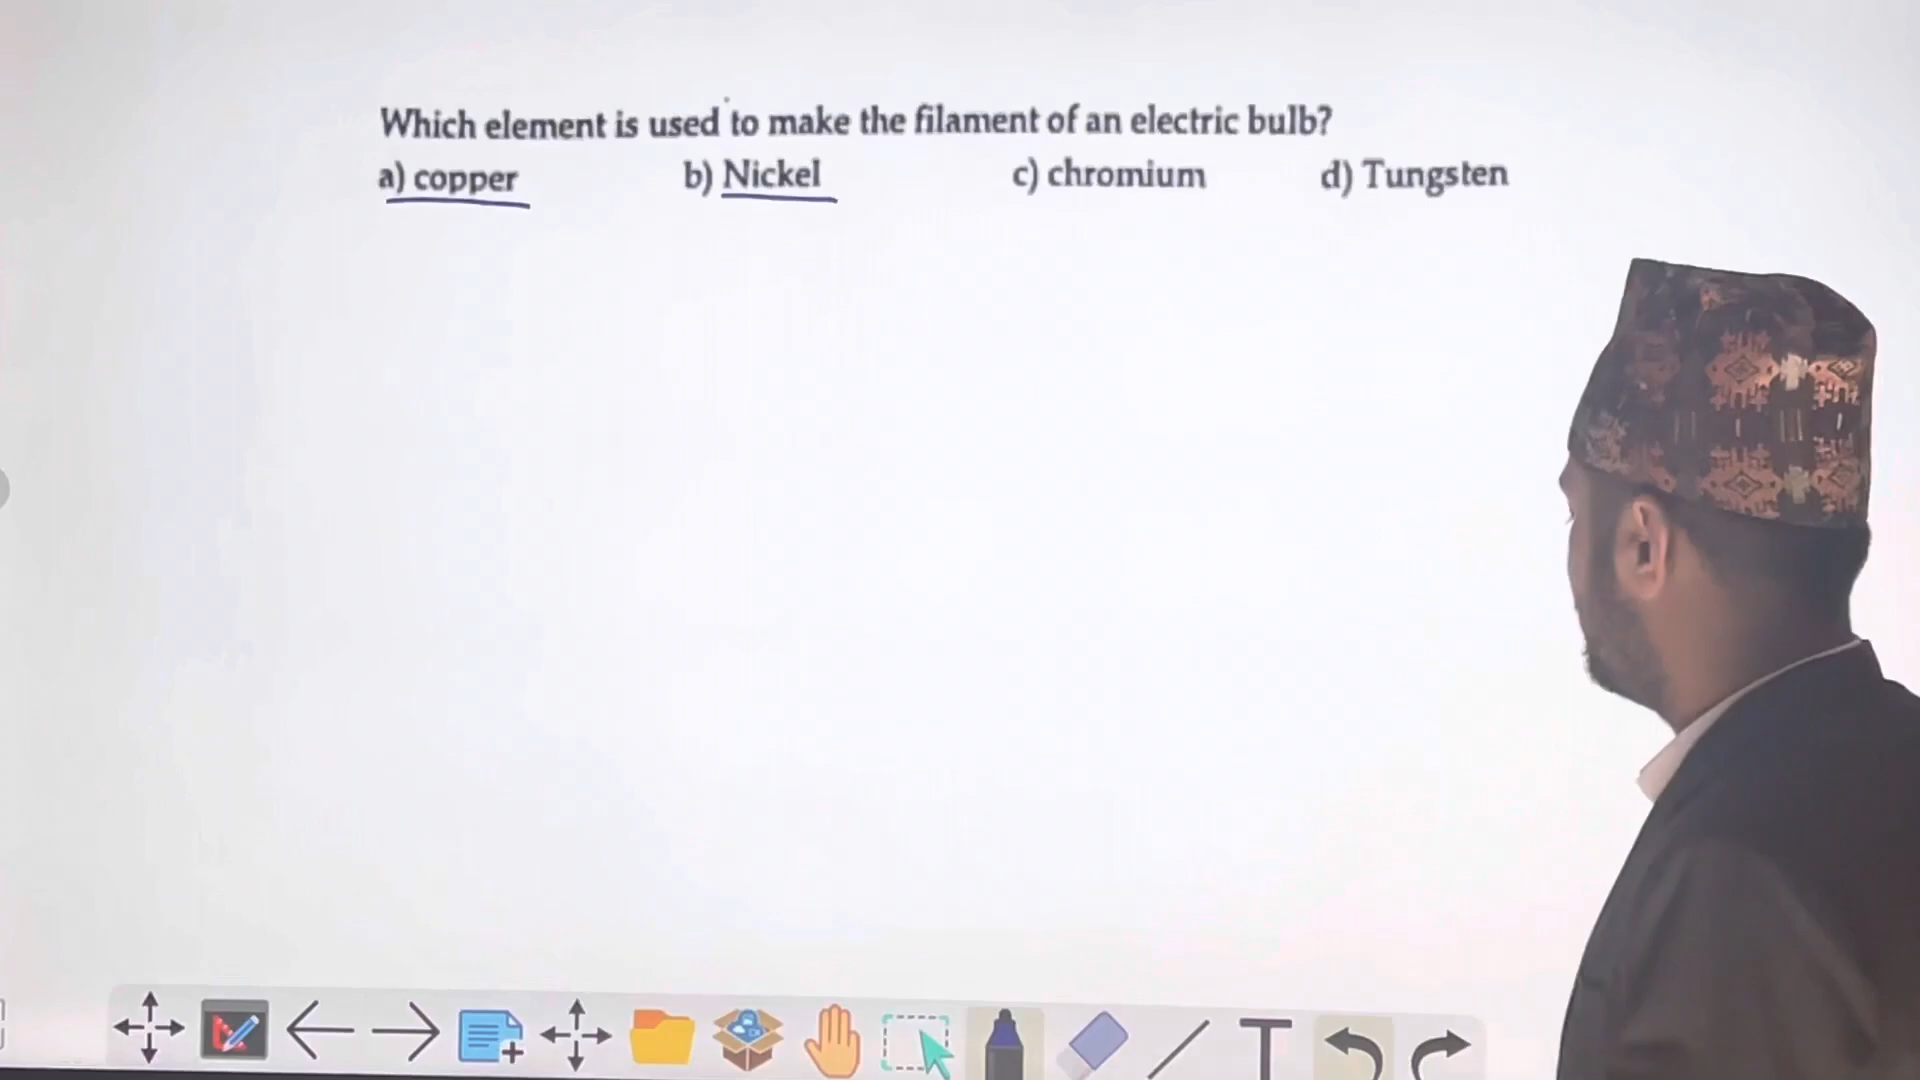 Which element is used to make the filament of an electric bulb?
a) copper b) Nickel c) chromium d) Tungsten